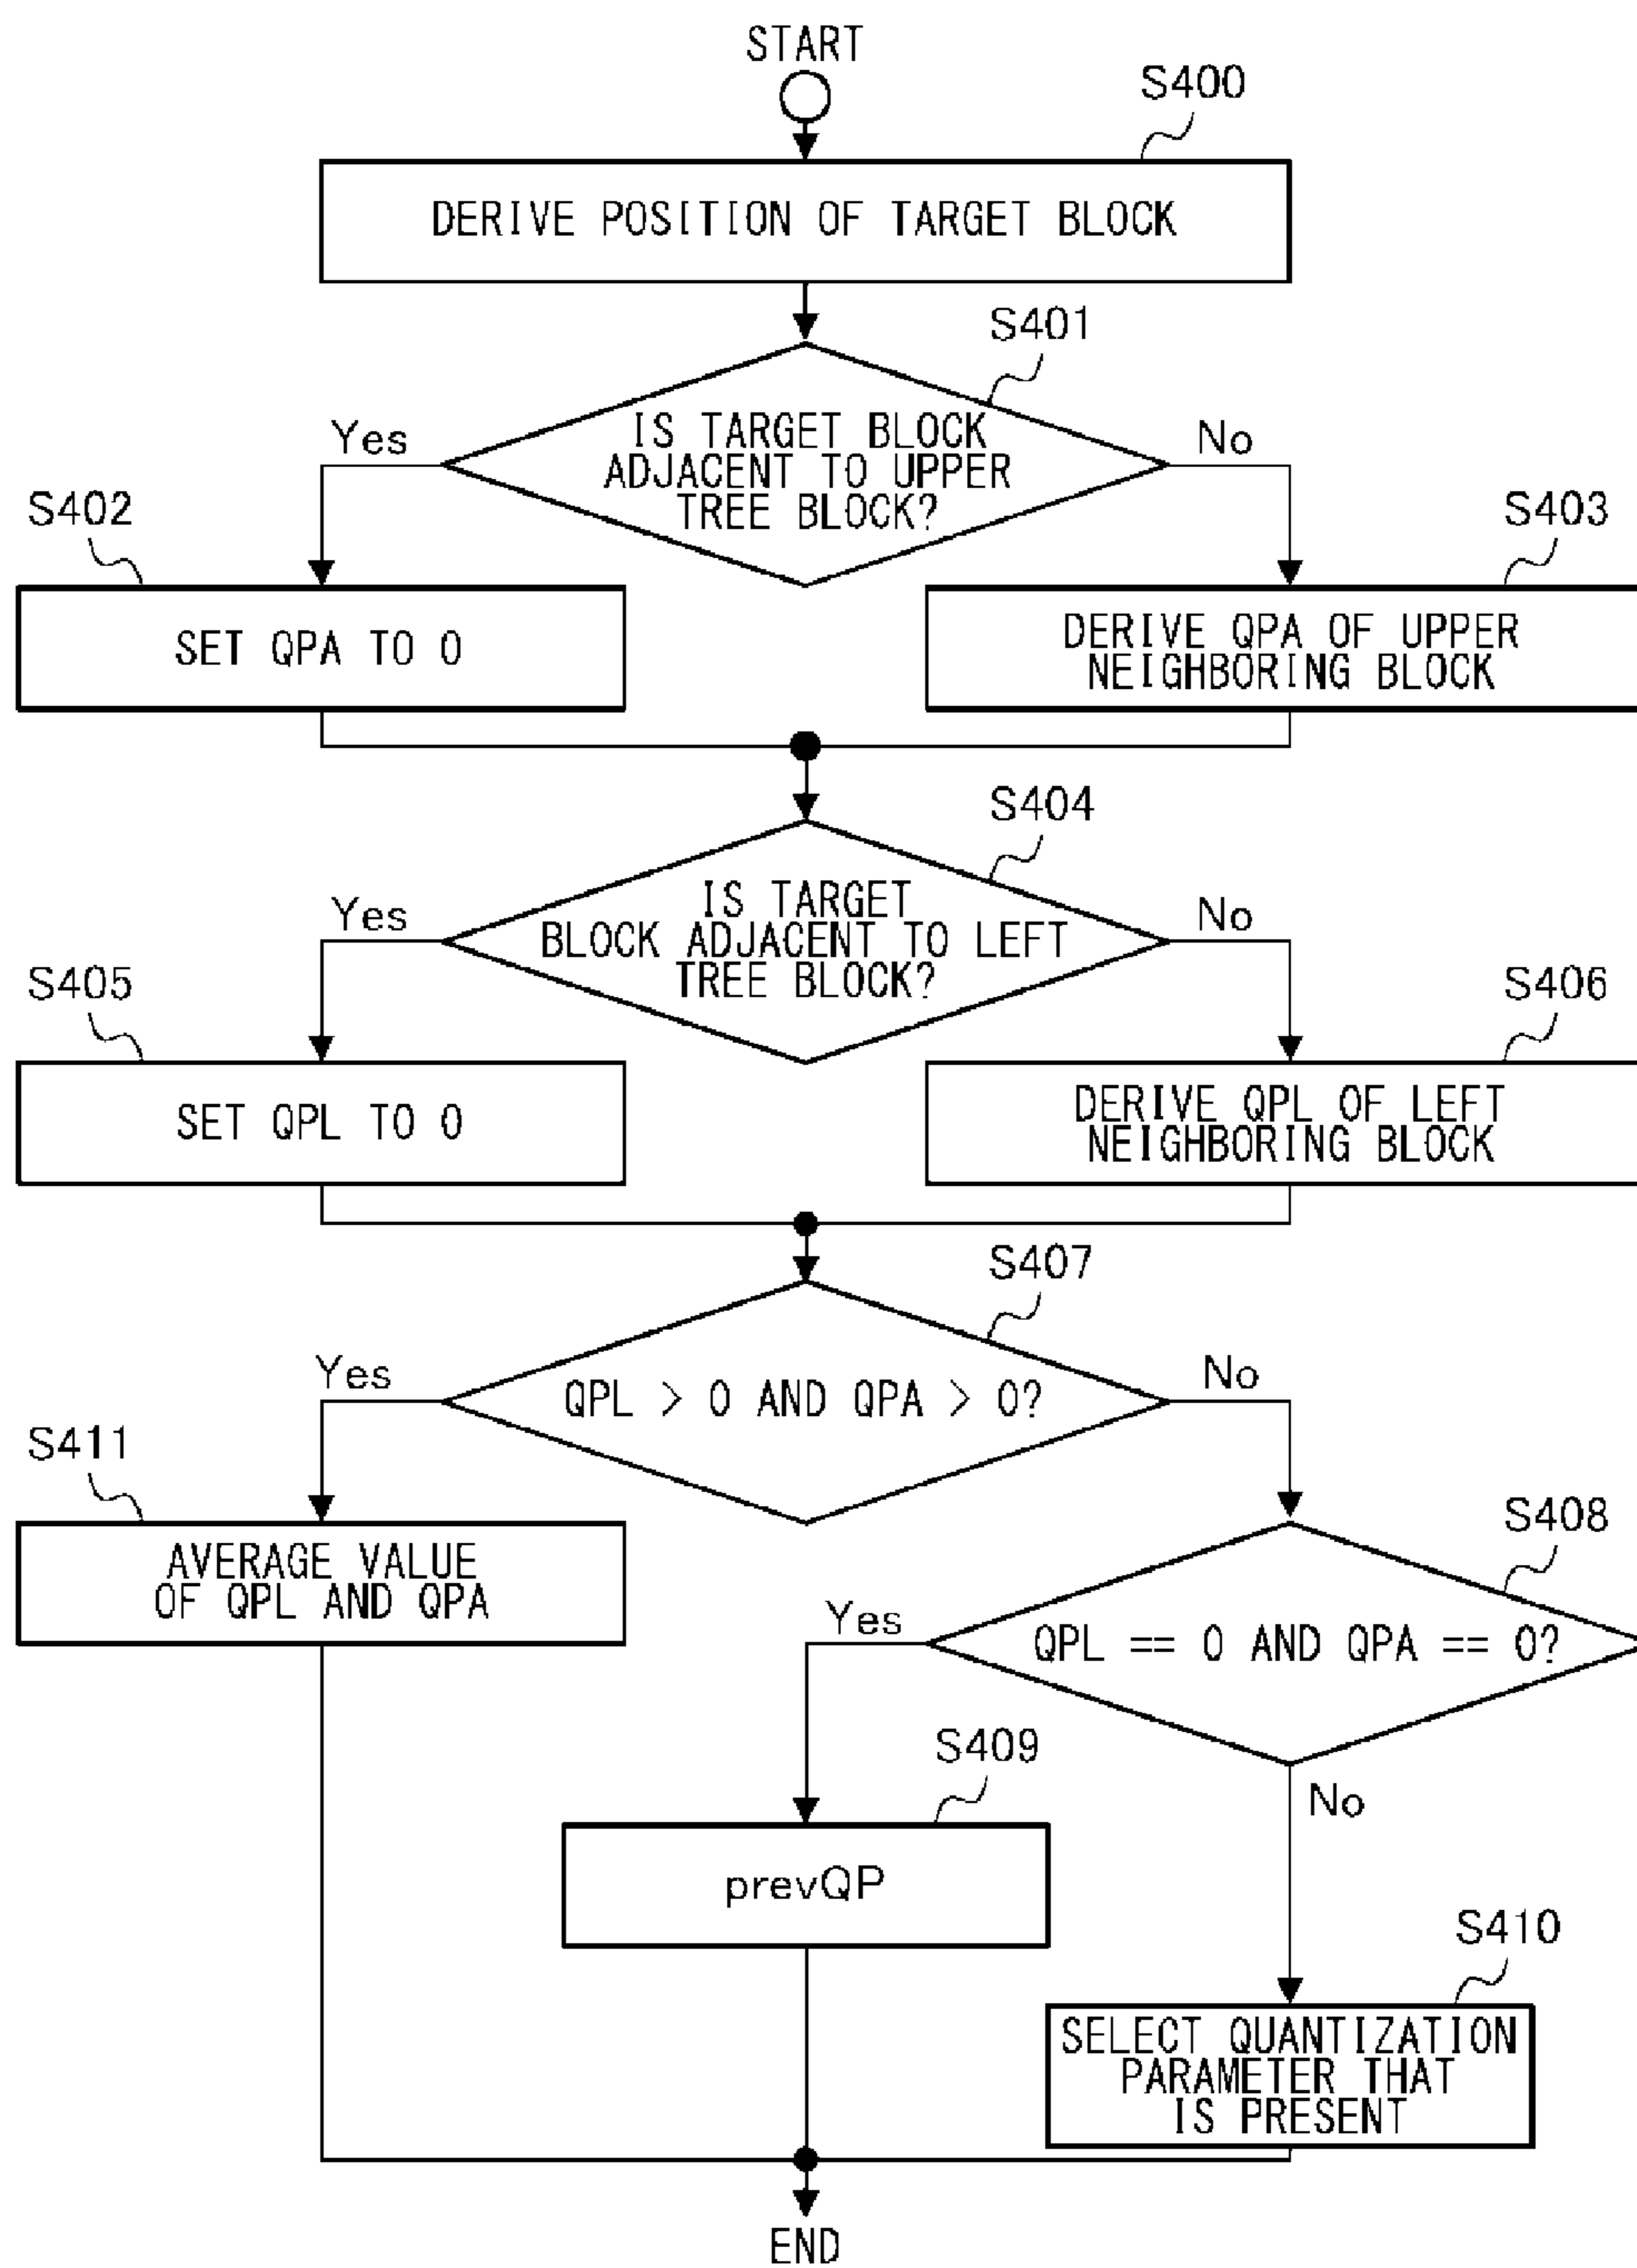 START
S400
DERIVE POSITION OF TARGET BLOCK
S401
IS TARGET BLOCK
ADJACENT TO UPPER
TREE BLOCK?
Yes
No
S402
S403
SET QPA TO 0
DERIVE QPA OF UPPER
NEIGHBORING BLOCK
S404
IS TARGET
BLOCK ADJACENT TO LEFT
TREE BLOCK?
Yes
No
S405
S406
SET QPL TO 0
DERIVE QPL OF LEFT
NEIGHBORING BLOCK
S407
QPL > 0 AND QPA > 0?
Yes
No
S411
S408
AVERAGE VALUE
OF QPL AND QPA
QPL == 0 AND QPA == 0?
Yes
No
S409
prevQP
S410
SELECT QUANTIZATION
PARAMETER THAT
IS PRESENT
END